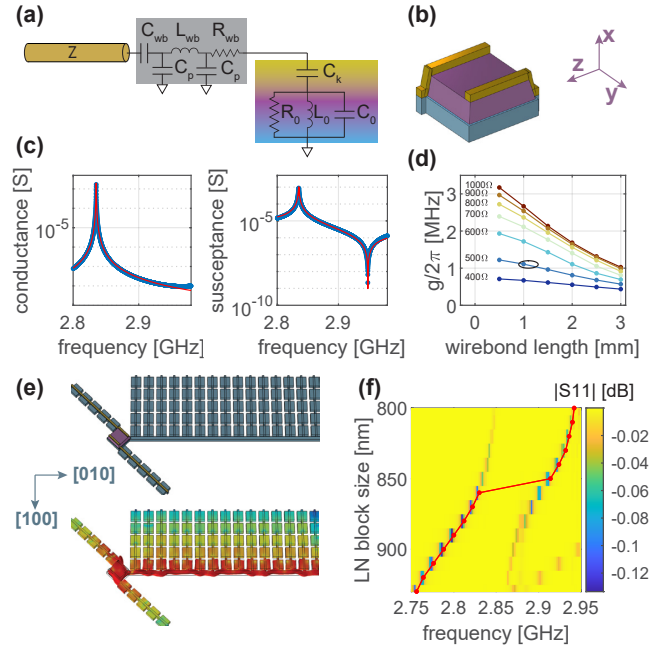 (a)
Z
C_wb L_wb R_wb
C_p C_p
C_k
R_0 L_0 C_0
(b)
x
z
y
(c)
conductance [S]
10^-5
2.8 2.9
frequency [GHz]
susceptance [S]
10^-5
10^-10
2.8 2.9
frequency [GHz]
(d)
g/2π [MHz]
3
2
1
0
1000Ω
900Ω
800Ω
700Ω
600Ω
500Ω
400Ω
0 1 2 3
wirebond length [mm]
(e)
[010]
[100]
(f)
|S11| [dB]
LN block size [nm]
800
850
900
2.75 2.8 2.85 2.9 2.95
frequency [GHz]
-0.02
-0.04
-0.06
-0.08
-0.1
-0.12